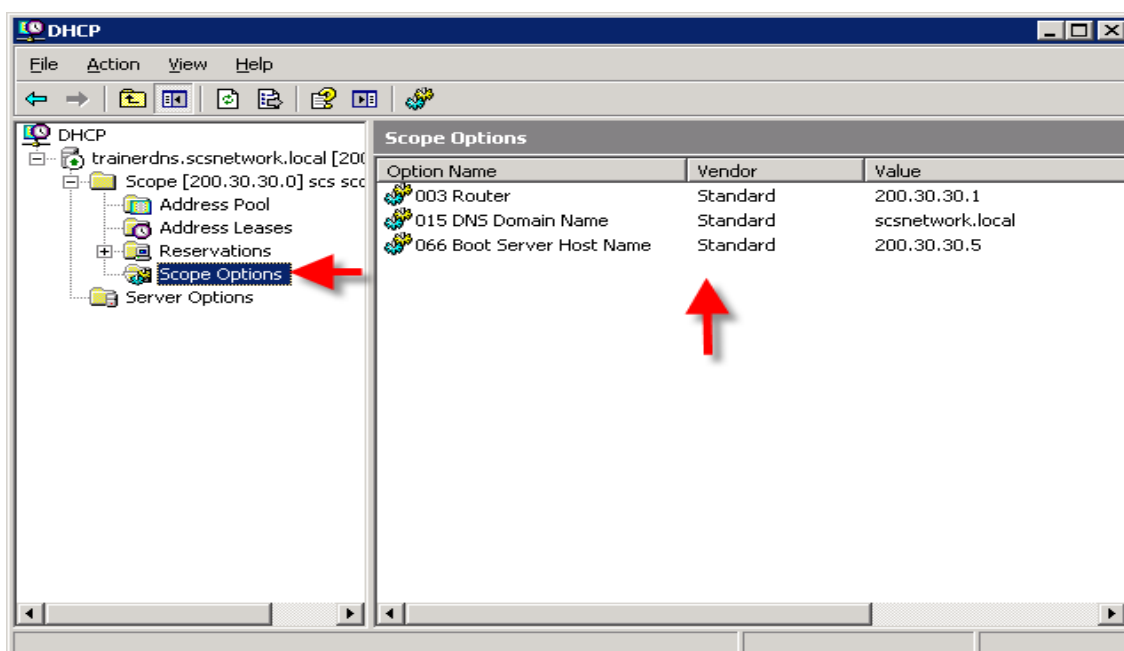 DHCP
File Action View Help
DHCP
trainerdns.scsnetwork.local [200
Scope [200.30.30.0] scs sco
Address Pool
Address Leases
Reservations
Scope Options
Server Options
Scope Options
Option Name Vendor Value
003 Router Standard 200.30.30.1
015 DNS Domain Name Standard scsnetwork.local
066 Boot Server Host Name Standard 200.30.30.5